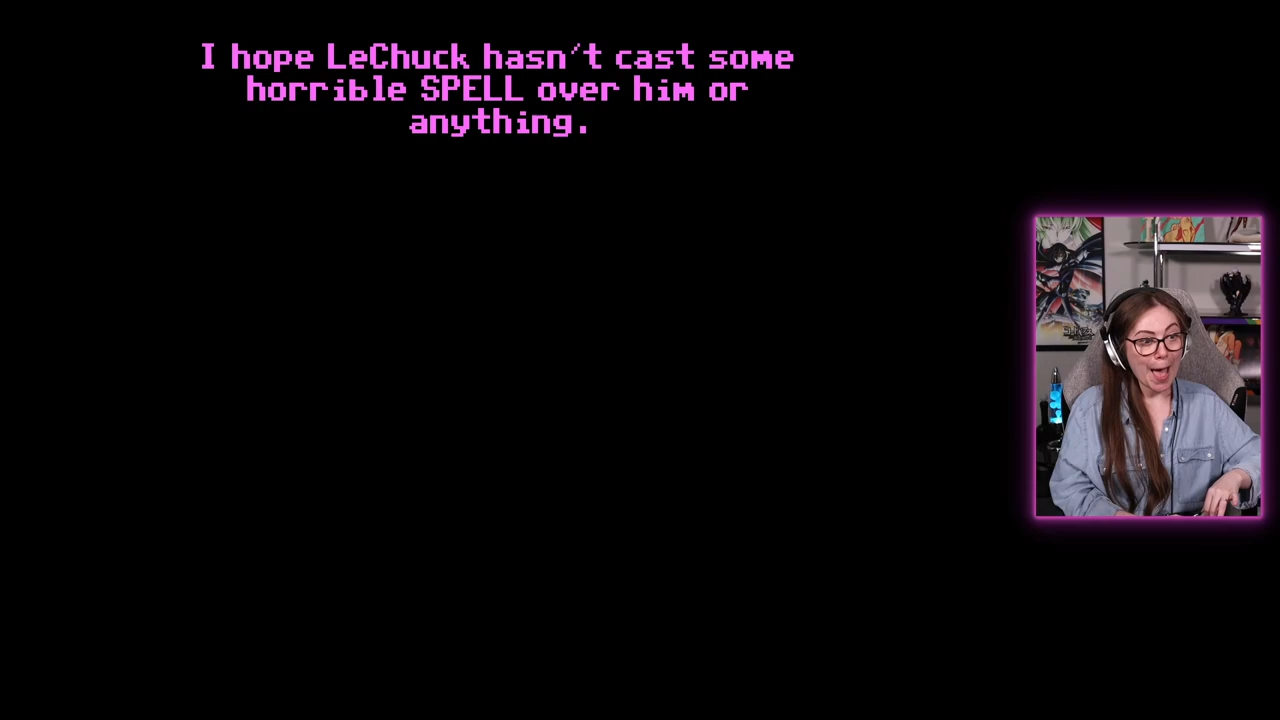 I hope LeChuck hasn't cast some
horrible SPELL over him or
anything.